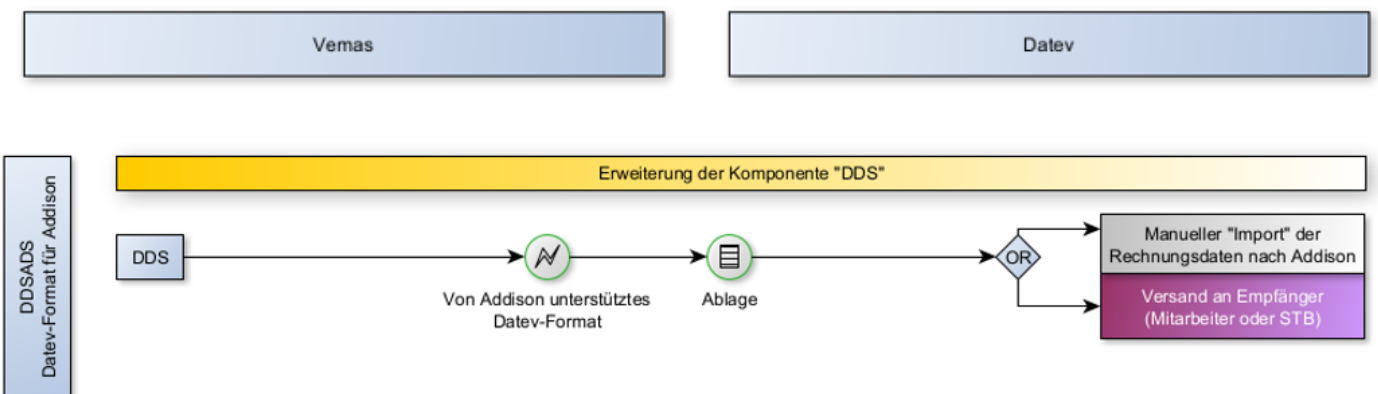 Vemas
Datev
Erweiterung der Komponente "DDS"
DDSADS
Datev-Format für Addison
DDS
Von Addison unterstütztes
Datev-Format
Ablage
OR
Manueller "Import" der
Rechnungsdaten nach Addison
Versand an Empfänger
(Mitarbeiter oder STB)